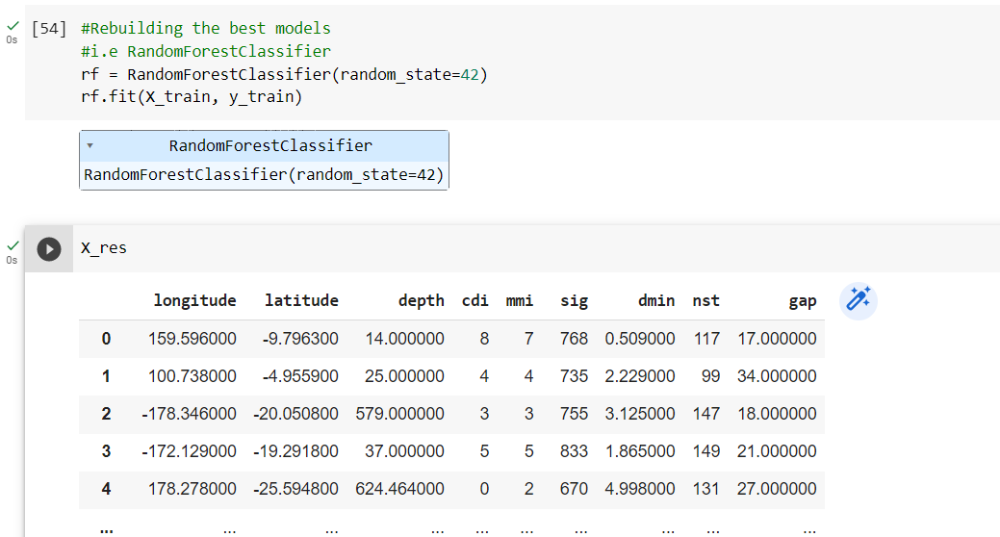 [54] #Rebuilding the best models
0s
#i.e RandomForestClassifier
rf = RandomForestClassifier(random_state=42)
rf.fit(X_train, y_train)
RandomForestClassifier
RandomForestClassifier(random_state=42)
X_res
0s
longitude latitude depth cdi mmi sig dmin nst gap
0 159.596000 -9.796300 14.000000 8 7 768 0.509000 117 17.000000
1 100.738000 -4.955900 25.000000 4 4 735 2.229000 99 34.000000
2 -178.346000 -20.050800 579.000000 3 3 755 3.125000 147 18.000000
3 -172.129000 -19.291800 37.000000 5 5 833 1.865000 149 21.000000
4 178.278000 -25.594800 624.464000 0 2 670 4.998000 131 27.000000
... ... ... ... ... ... ... ... ... ...